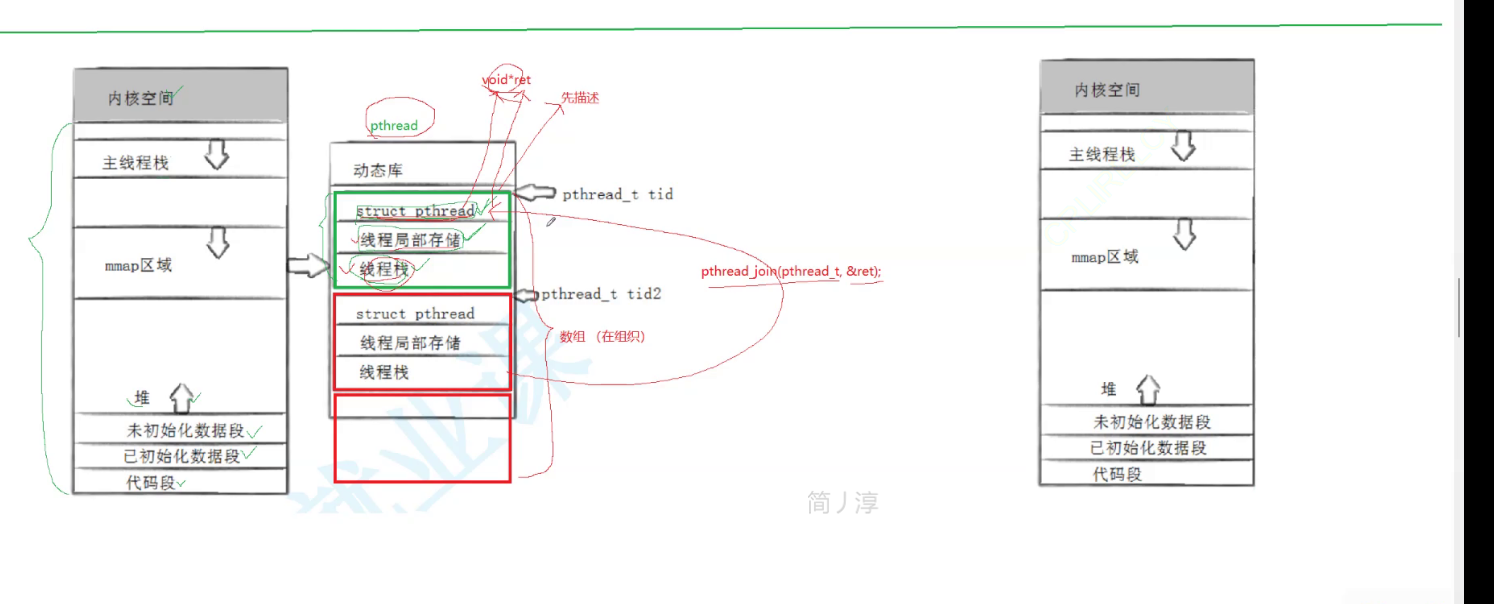 内核空间
主线程栈
mmap区域
堆
未初始化数据段
已初始化数据段
代码段
pthread
void*ret
先描述
动态库
pthread_t tid
struct pthread
线程局部存储
线程栈
pthread_t tid2
struct pthread
线程局部存储
线程栈
pthread_join(pthread_t, &ret);
数组 （在组织）
就业课
简丿淳
内核空间
主线程栈
mmap区域
堆
未初始化数据段
已初始化数据段
代码段